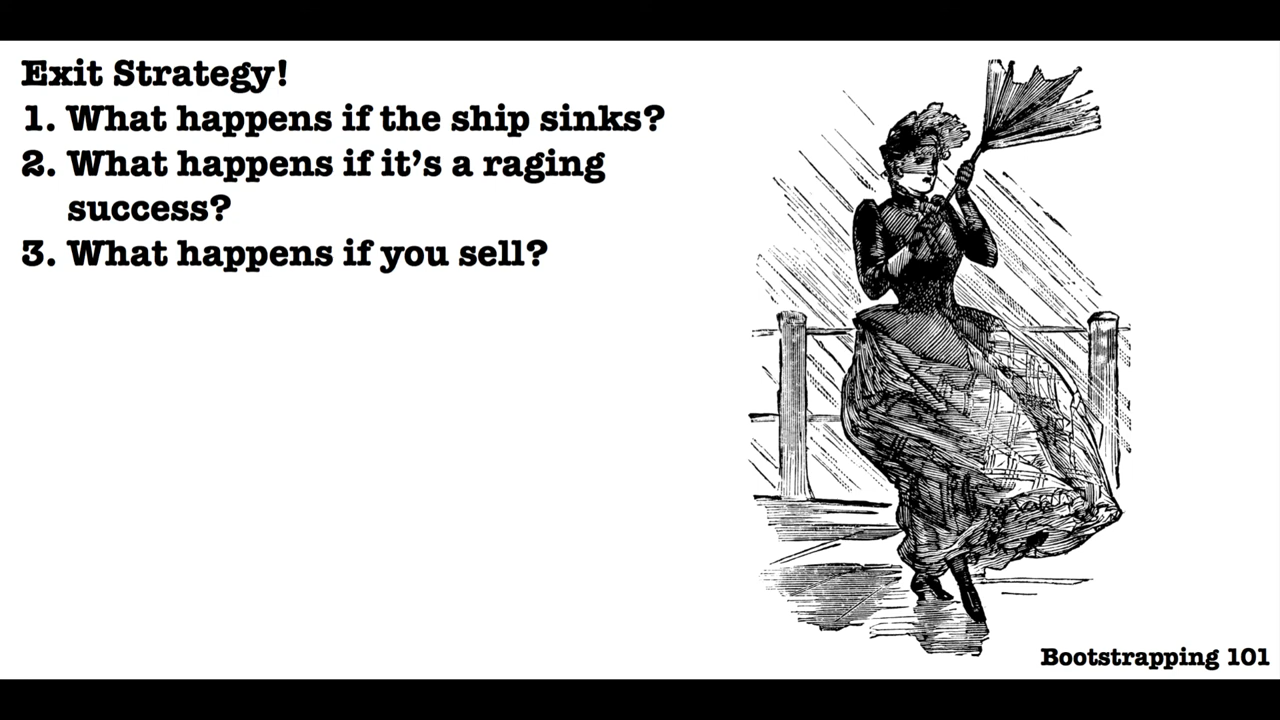 Exit Strategy!
1. What happens if the ship sinks?
2. What happens if it's a raging
success?
3. What happens if you sell?
Bootstrapping 101